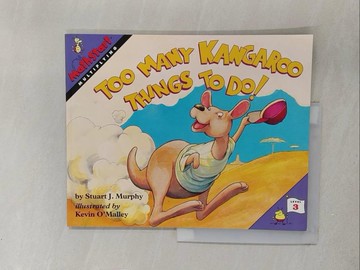 MathStart
MULTIPLYING
TOO MANY KANGAROO
THINGS TO DO!
by Stuart J. Murphy
illustrated by
Kevin O'Malley
LEVEL
3